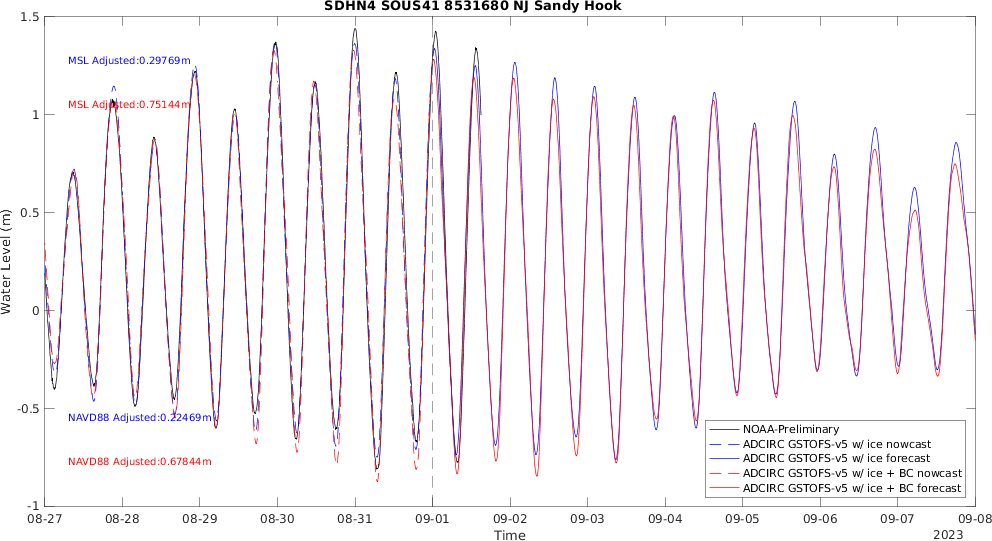 SDHN4 SOUS41 8531680 NJ Sandy Hook
1.5
MSL Adjusted:0.29769m
MSL Adjusted:0.75144m
1
0.5
Water Level (m)
0
-0.5
NAVD88 Adjusted:0.22469m
NAVD88 Adjusted:0.67844m
-1
NOAA-Preliminary
ADCIRC GSTOFS-v5 w/ ice nowcast
ADCIRC GSTOFS-v5 w/ ice forecast
ADCIRC GSTOFS-v5 w/ ice + BC nowcast
ADCIRC GSTOFS-v5 w/ ice + BC forecast
08-27 08-28 08-29 08-30 08-31 09-01 09-02 09-03 09-04 09-05 09-06 09-07 09-08
Time
2023